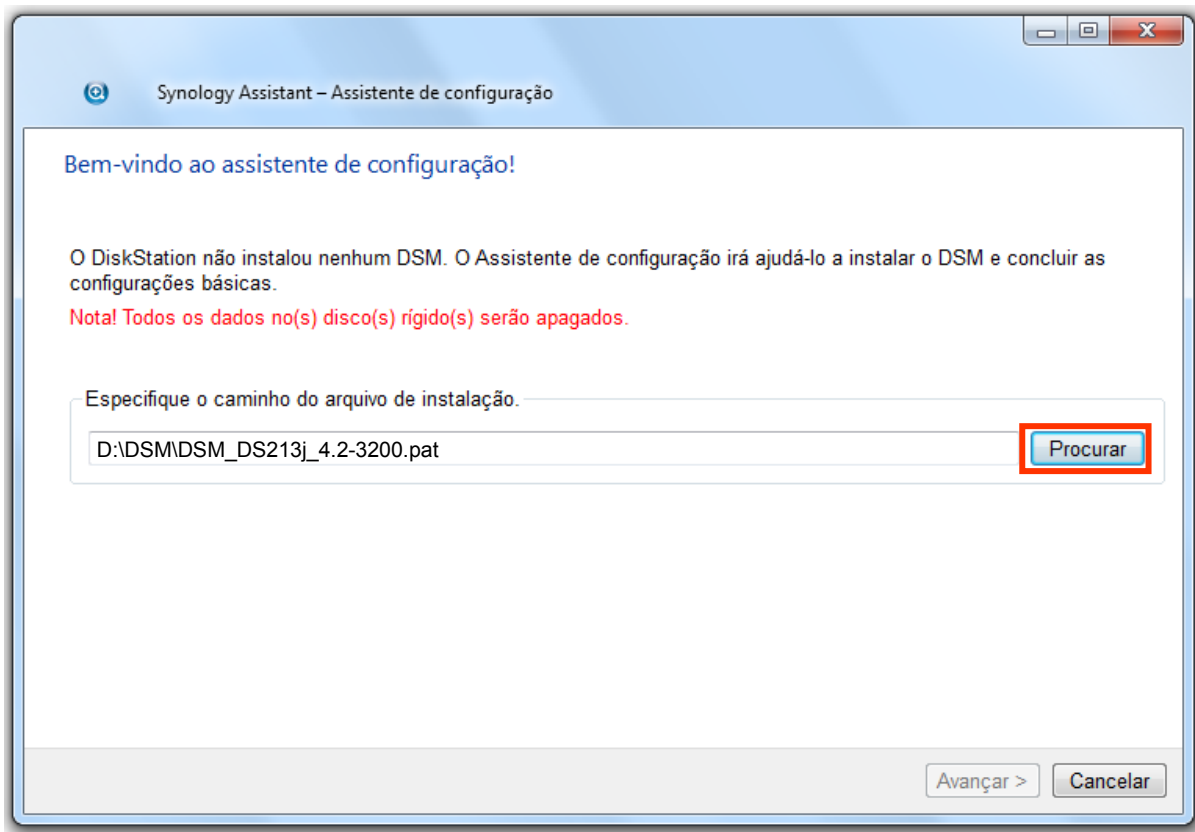 Synology Assistant – Assistente de configuração
Bem-vindo ao assistente de configuração!
O DiskStation não instalou nenhum DSM. O Assistente de configuração irá ajudá-lo a instalar o DSM e concluir as
configurações básicas.
Nota! Todos os dados no(s) disco(s) rígido(s) serão apagados.
Especifique o caminho do arquivo de instalação.
D:\DSM\DSM_DS213j_4.2-3200.pat
Procurar
Avançar >
Cancelar